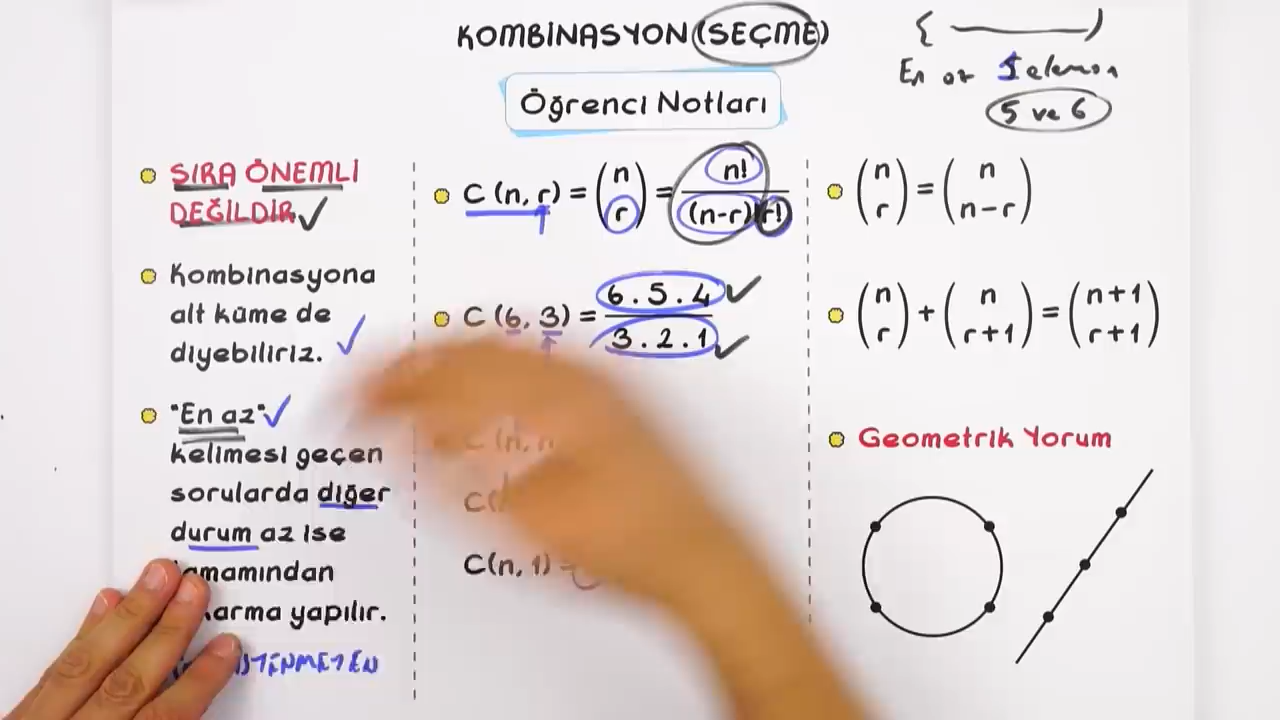 KOMBİNASYON (SEÇME)
Öğrenci Notları
En az 5 eleman
5 ve 6
SIRA ÖNEMLİ
DEĞİLDİR
Kombinasyona
alt küme de
diyebiliriz.
"En az"
kelimesi geçen
sorularda diğer
durum az ise
çıkarma yapılır.
C (n, r) = (n r) = n! / (n-r)! r!
C (6, 3) = 6.5.4 / 3.2.1
C (n, n
C(
C(n, 1) =
(n r) = (n n-r)
(n r) + (n r+1) = (n+1 r+1)
Geometrik Yorum